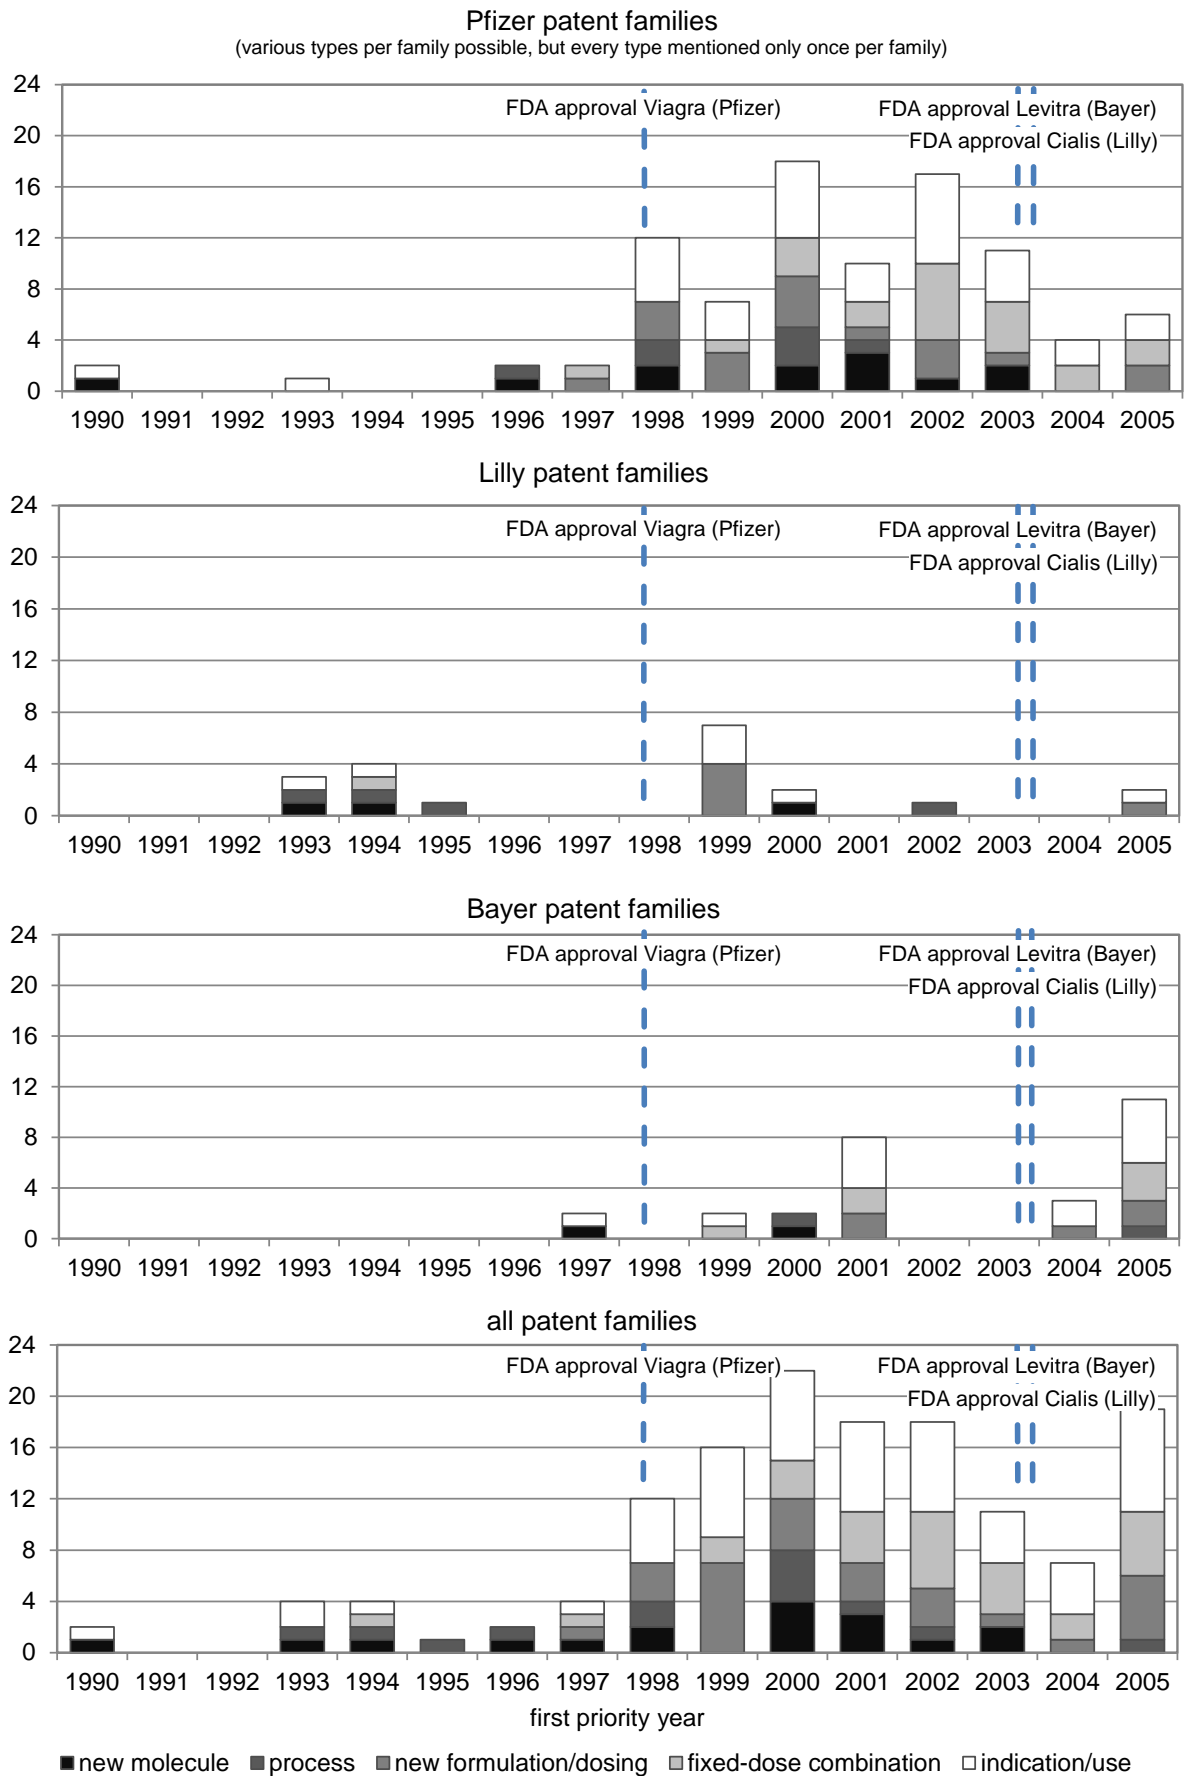 Pfizer patent families
(various types per family possible, but every type mentioned only once per family)
24
FDA approval Viagra (Pfizer)
FDA approval Levitra (Bayer)
20
FDA approval Cialis (Lilly)
16
12
8
4
0
1990 1991 1992 1993 1994 1995 1996 1997 1998 1999 2000 2001 2002 2003 2004 2005
Lilly patent families
24
FDA approval Viagra (Pfizer)
FDA approval Levitra (Bayer)
20
FDA approval Cialis (Lilly)
16
12
8
4
0
1990 1991 1992 1993 1994 1995 1996 1997 1998 1999 2000 2001 2002 2003 2004 2005
Bayer patent families
24
FDA approval Viagra (Pfizer)
FDA approval Levitra (Bayer)
20
FDA approval Cialis (Lilly)
16
12
8
4
0
1990 1991 1992 1993 1994 1995 1996 1997 1998 1999 2000 2001 2002 2003 2004 2005
all patent families
24
FDA approval Viagra (Pfizer)
FDA approval Levitra (Bayer)
20
FDA approval Cialis (Lilly)
16
12
8
4
0
1990 1991 1992 1993 1994 1995 1996 1997 1998 1999 2000 2001 2002 2003 2004 2005
first priority year
new molecule process new formulation/dosing fixed-dose combination indication/use